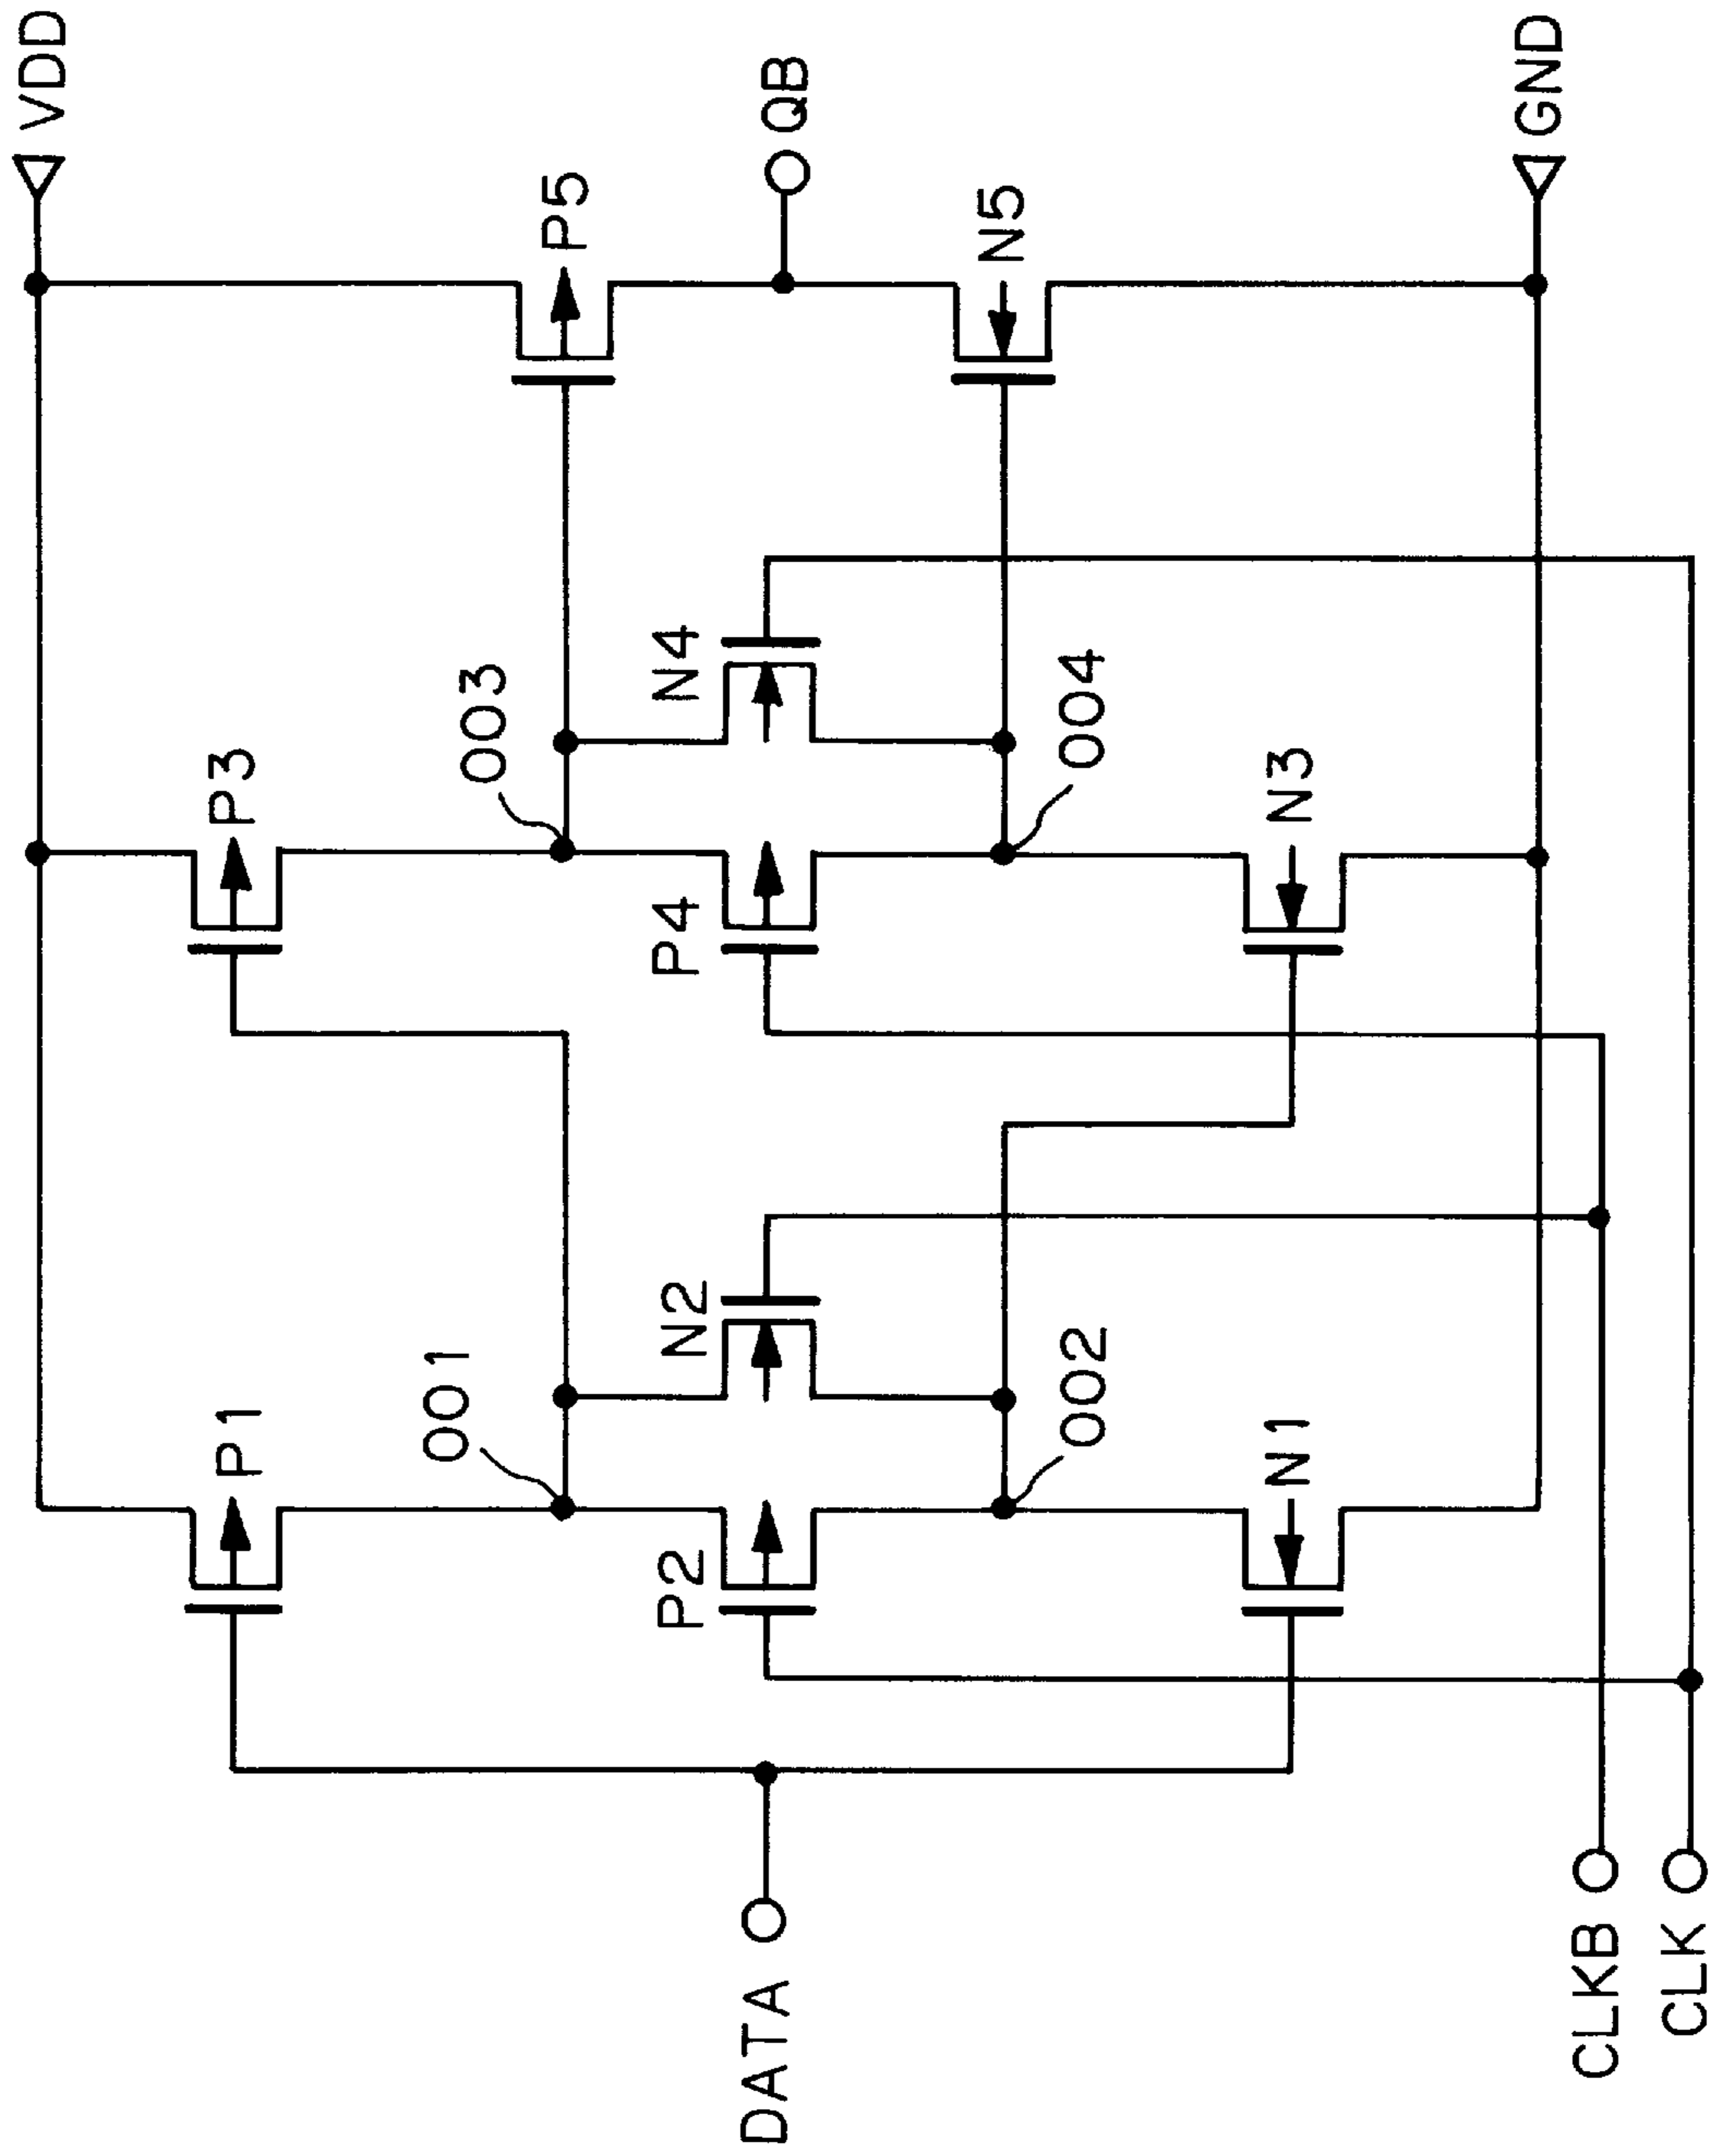 VDD
P1
P3
P5
001
003
QB
P2
N2
P4
N4
DATA
002
004
N5
N1
N3
GND
CLKB
CLK